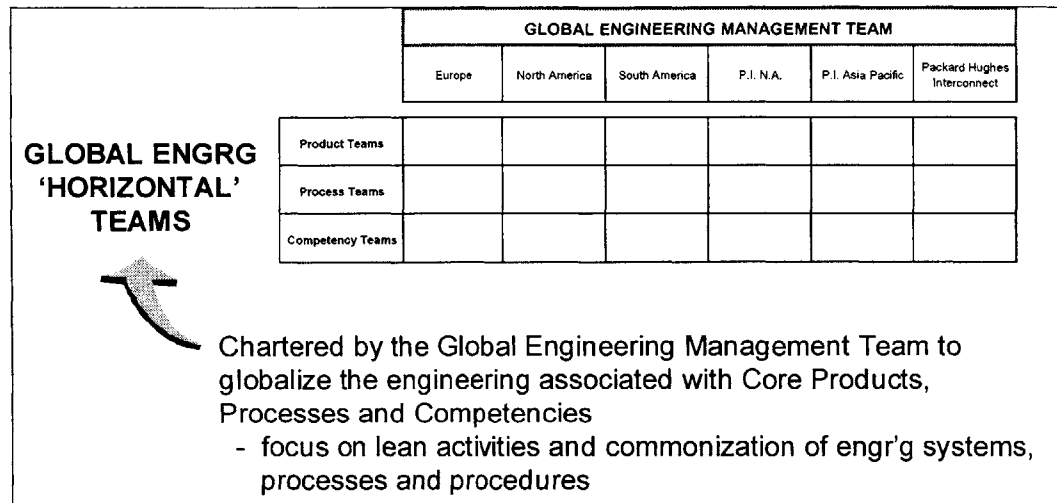 GLOBAL ENGINEERING MANAGEMENT TEAM
Europe
North America
South America
P.I. N.A.
P.I. Asia Pacific
Packard Hughes
Interconnect
GLOBAL ENGRG
'HORIZONTAL'
TEAMS
Product Teams
Process Teams
Competency Teams
Chartered by the Global Engineering Management Team to
globalize the engineering associated with Core Products,
Processes and Competencies
- focus on lean activities and commonization of engr'g systems,
processes and procedures